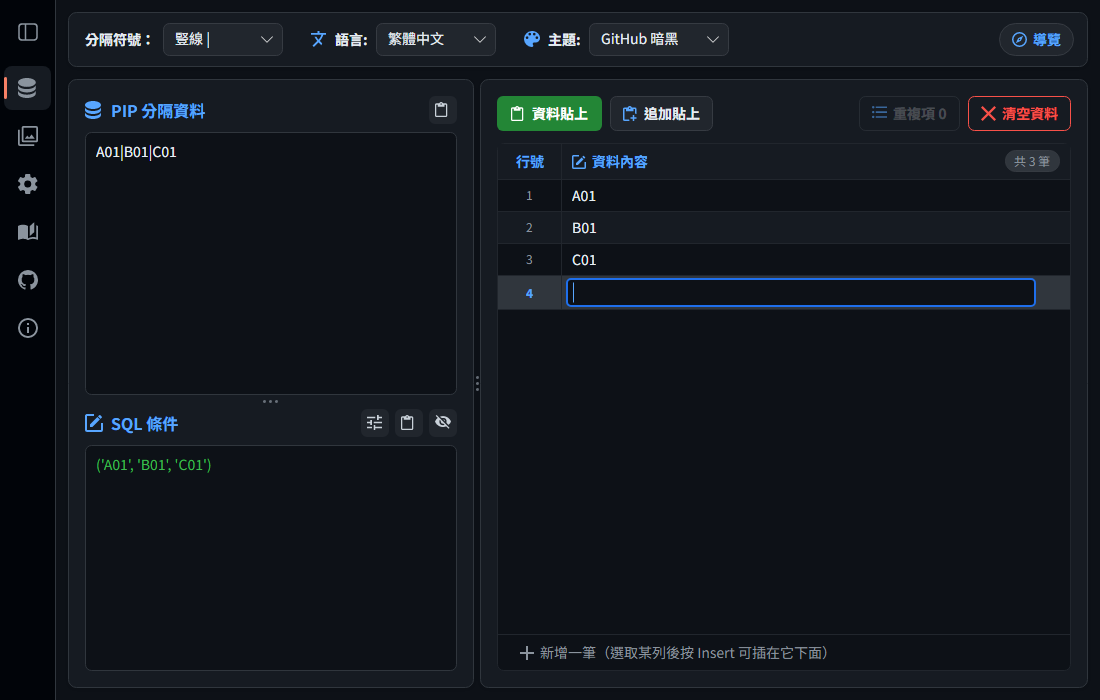 分隔符號： 豎線 | 語言: 繁體中文 主題: GitHub 暗黑 導覽
PIP 分隔資料
A01|B01|C01
SQL 條件
('A01', 'B01', 'C01')
資料貼上 追加貼上 重複項 0 清空資料
行號 資料內容 共 3 筆
1 A01
2 B01
3 C01
4
新增一筆（選取某列後按 Insert 可插在它下面）